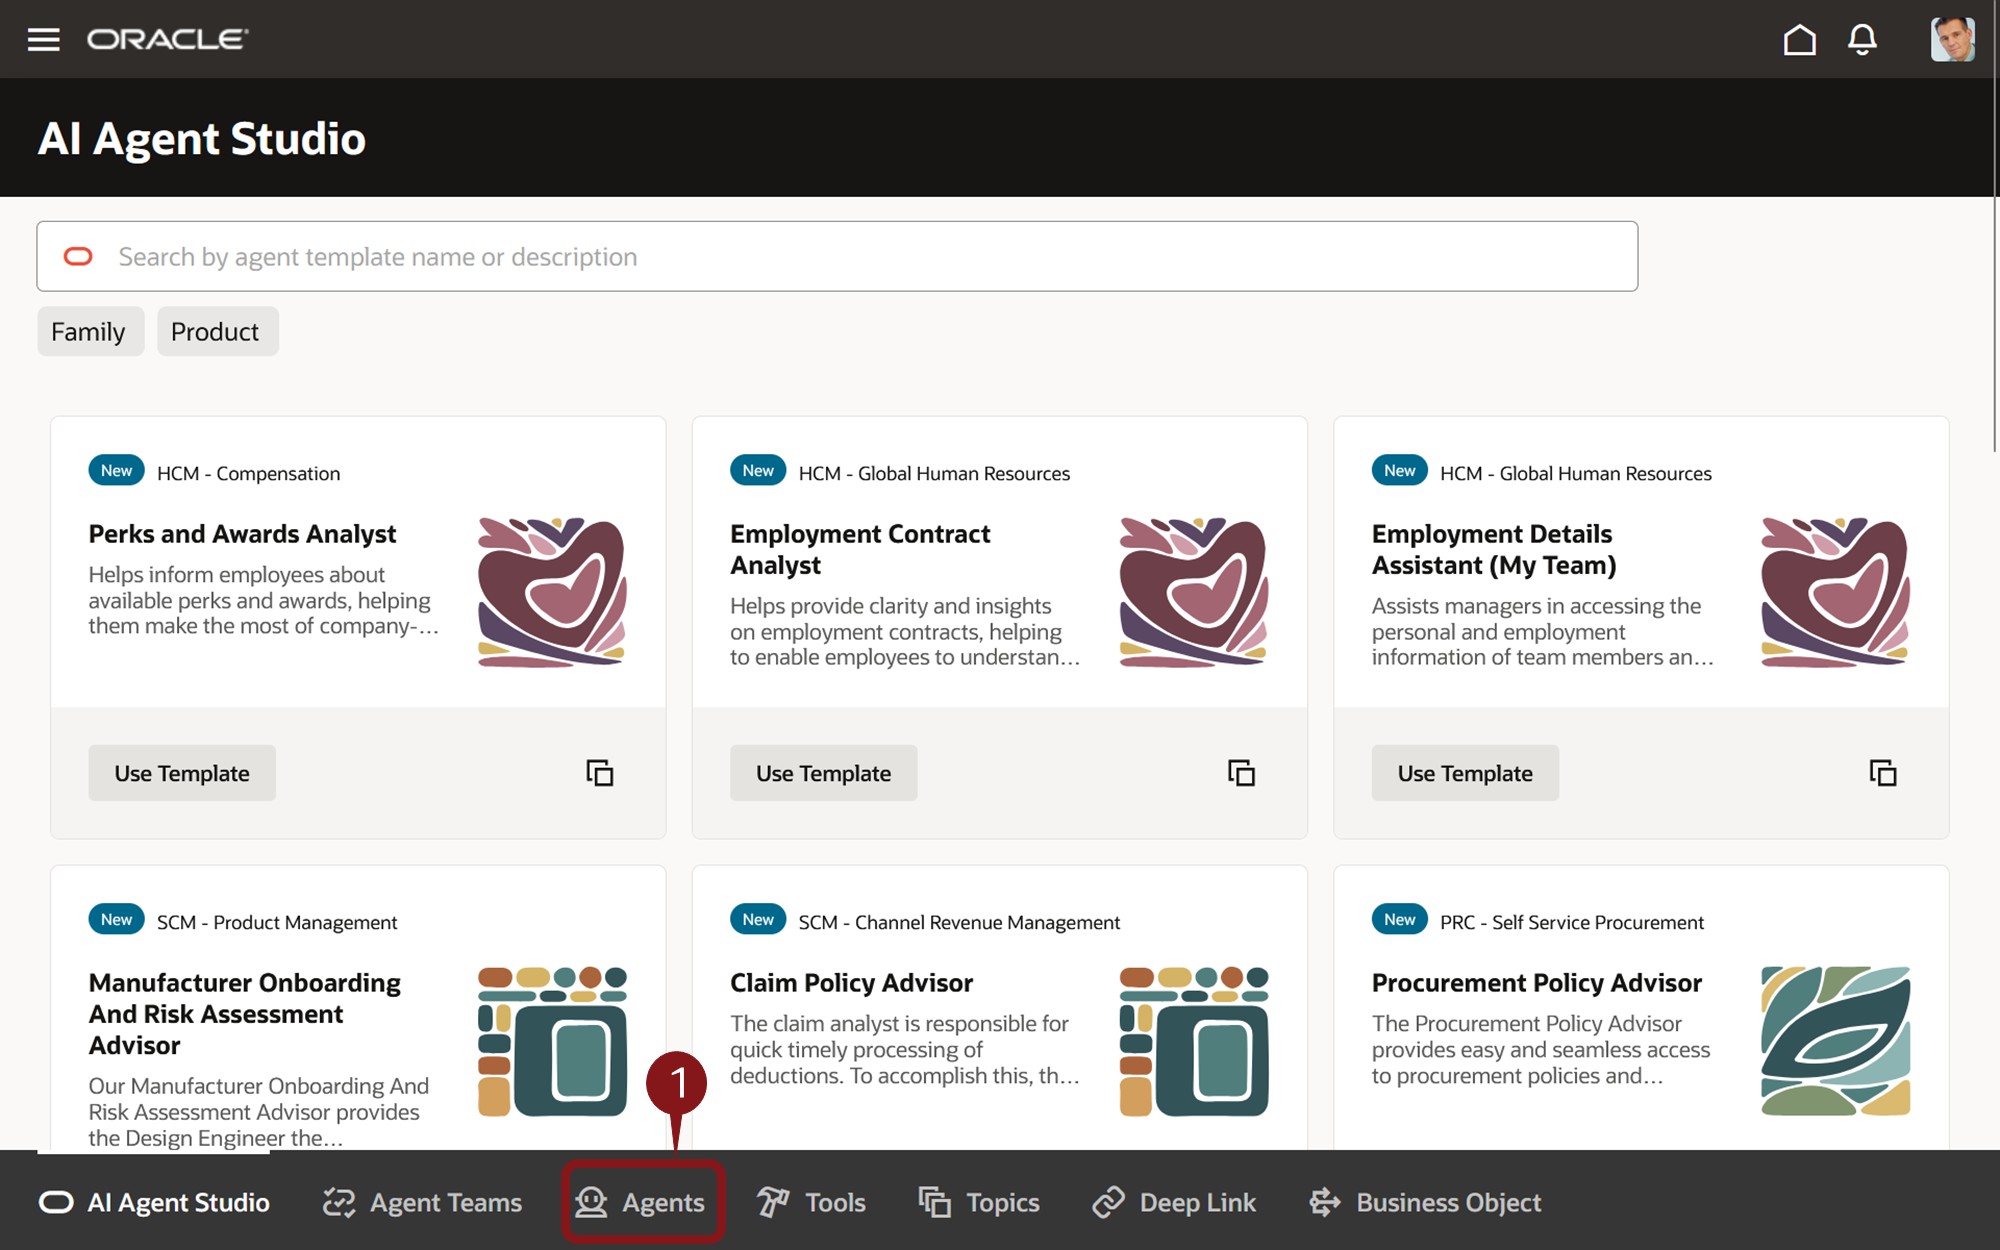 ORACLE
AI Agent Studio
Search by agent template name or description
Family Product
New HCM - Compensation
Perks and Awards Analyst
Helps inform employees about
available perks and awards, helping
them make the most of company-...
Use Template
New HCM - Global Human Resources
Employment Contract
Analyst
Helps provide clarity and insights
on employment contracts, helping
to enable employees to understan...
Use Template
New HCM - Global Human Resources
Employment Details
Assistant (My Team)
Assists managers in accessing the
personal and employment
information of team members an...
Use Template
New SCM - Product Management
Manufacturer Onboarding
And Risk Assessment
Advisor
Our Manufacturer Onboarding And
Risk Assessment Advisor provides
the Design Engineer the...
New SCM - Channel Revenue Management
Claim Policy Advisor
The claim analyst is responsible for
quick timely processing of
deductions. To accomplish this, th...
New PRC - Self Service Procurement
Procurement Policy Advisor
The Procurement Policy Advisor
provides easy and seamless access
to procurement policies and...
1
AI Agent Studio Agent Teams Agents Tools Topics Deep Link Business Object